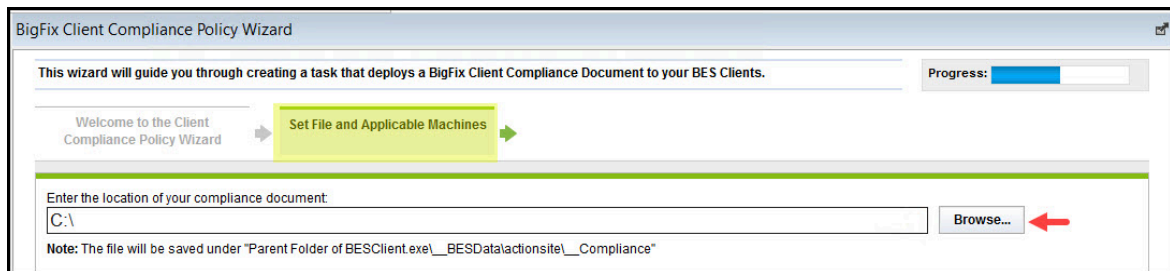 BigFix Client Compliance Policy Wizard
This wizard will guide you through creating a task that deploys a BigFix Client Compliance Document to your BES Clients.
Progress:
Welcome to the Client
Compliance Policy Wizard
Set File and Applicable Machines
Enter the location of your compliance document:
C:\
Browse...
Note: The file will be saved under "Parent Folder of BESClient.exe\__BESData\actionsite\__Compliance"